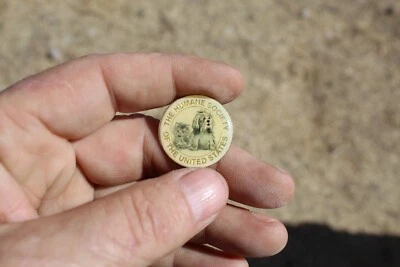 THE HUMANE SOCIETY
OF THE UNITED STATES